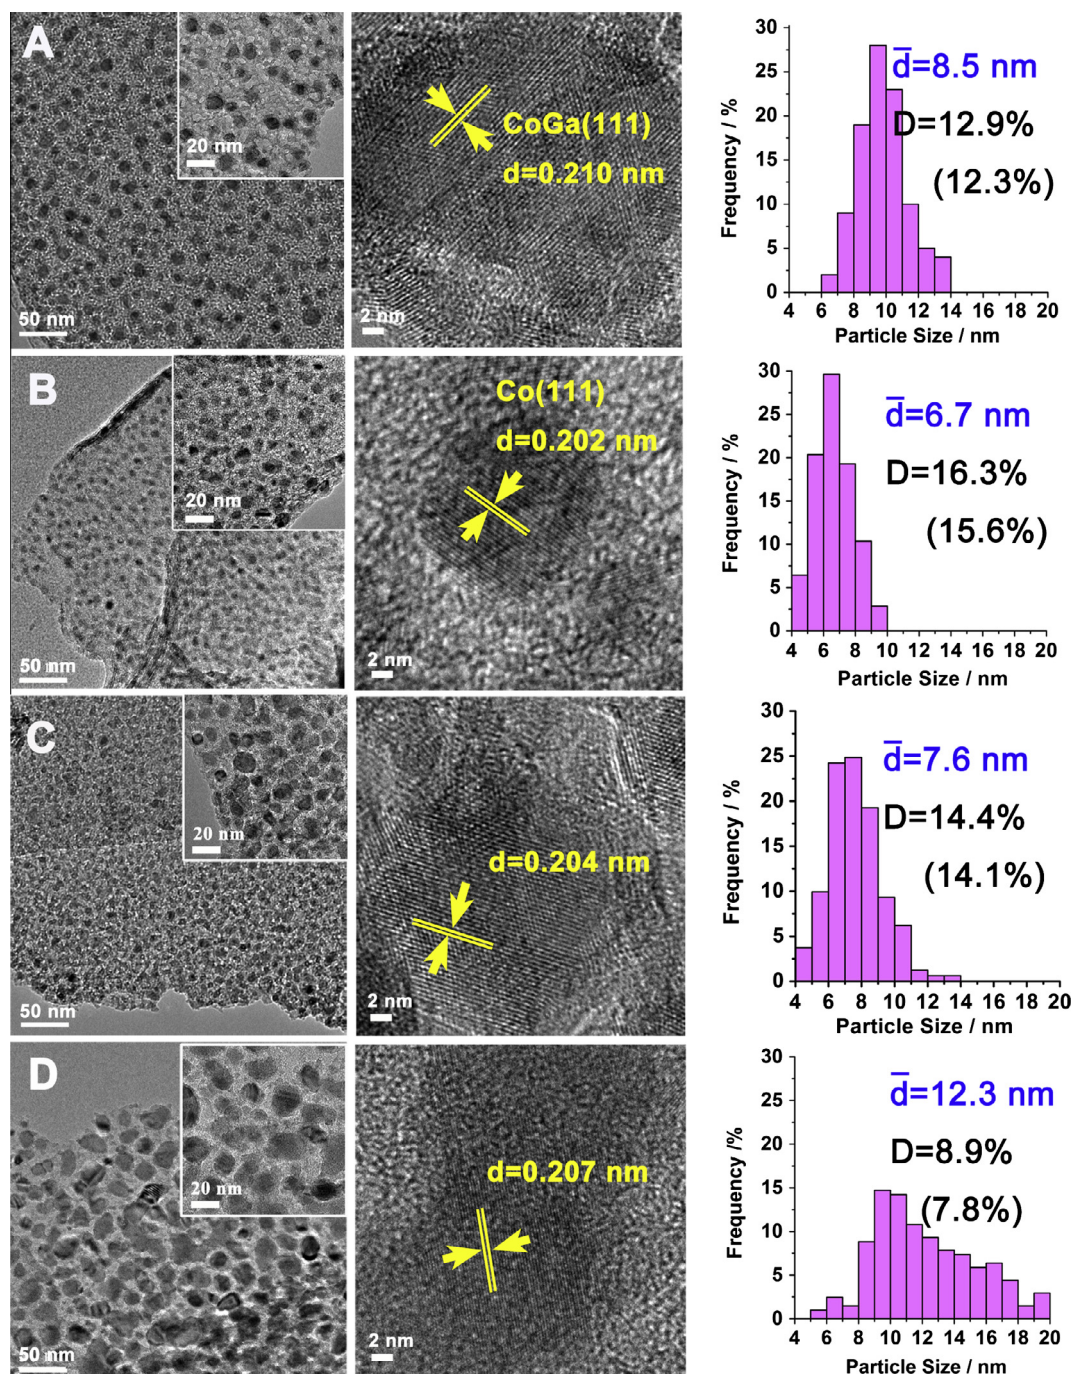 A
20 nm
50 nm
CoGa(111)
d=0.210 nm
2 nm
Frequency / %
30
25
20
15
10
5
0
d̅=8.5 nm
D=12.9%
(12.3%)
4 6 8 10 12 14 16 18 20
Particle Size / nm
B
20 nm
50 nm
Co(111)
d=0.202 nm
2 nm
Frequency / %
30
25
20
15
10
5
0
d̅=6.7 nm
D=16.3%
(15.6%)
4 6 8 10 12 14 16 18 20
Particle Size / nm
C
20 nm
50 nm
d=0.204 nm
2 nm
Frequency / %
30
25
20
15
10
5
0
d̅=7.6 nm
D=14.4%
(14.1%)
4 6 8 10 12 14 16 18 20
Particle Size / nm
D
20 nm
50 nm
d=0.207 nm
2 nm
Frequency /%
30
25
20
15
10
5
0
d̅=12.3 nm
D=8.9%
(7.8%)
4 6 8 10 12 14 16 18 20
Particle Size / nm